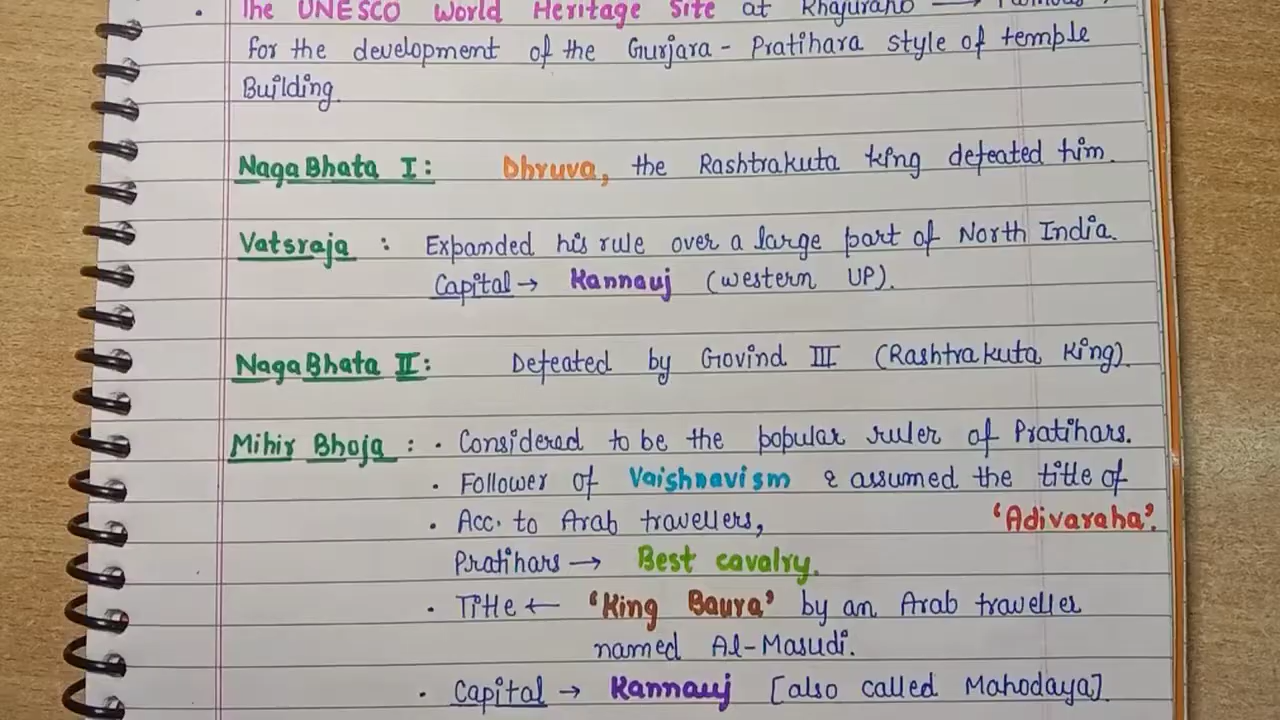 • The UNESCO World Heritage Site at Khajuraho → Famous
for the development of the Gurjara - Pratihara style of temple
Building.
NagaBhata I: Dhruva, the Rashtrakuta king defeated him.
Vatsraja : Expanded his rule over a large part of North India.
Capital → Kannauj (western UP).
NagaBhata II: Defeated by Govind III (Rashtrakuta King)
Mihir Bhoja : • Considered to be the popular ruler of Pratihars.
• Follower of Vaishnavism & assumed the title of
• Acc. to Arab travellers, 'Adivaraha'.
Pratihars → Best cavalry.
• Title ← 'King Baura' by an Arab traveller
named Al-Masudi.
• Capital → Kannauj [also called Mahodaya]